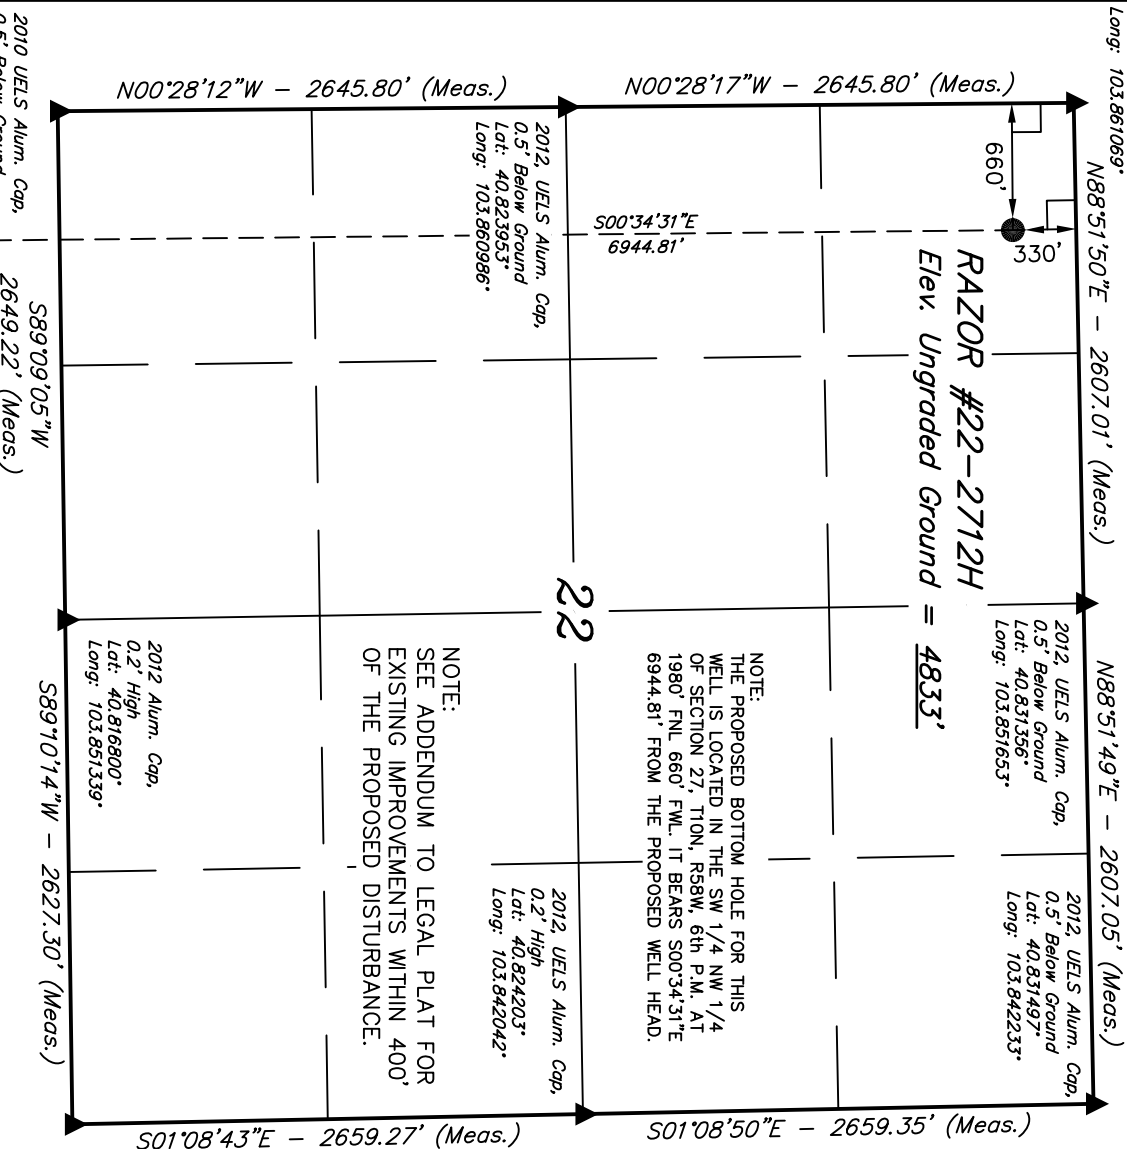 Long: 103.861069°
N88°51'50"E – 2607.01' (Meas.)
N88°51'49"E – 2607.05' (Meas.)
N00°28'17"W – 2645.80' (Meas.)
N00°28'12"W – 2645.80' (Meas.)
660'
330'
RAZOR #22-2712H
Elev. Ungraded Ground = 4833'
2012, UELS Alum. Cap,
0.5' Below Ground
Lat: 40.831356°
Long: 103.851653°
2012, UELS Alum. Cap,
0.5' Below Ground
Lat: 40.831497°
Long: 103.842233°
S00°34'31"E
6944.81'
NOTE:
THE PROPOSED BOTTOM HOLE FOR THIS
WELL IS LOCATED IN THE SW 1/4 NW 1/4
OF SECTION 27, T10N, R58W, 6th P.M. AT
1980' FNL 660' FWL. IT BEARS S00°34'31"E
6944.81' FROM THE PROPOSED WELL HEAD.
22
2012, UELS Alum. Cap,
0.5' Below Ground
Lat: 40.823953°
Long: 103.860986°
2012, UELS Alum. Cap,
0.2' High
Lat: 40.824203°
Long: 103.842042°
NOTE:
SEE ADDENDUM TO LEGAL PLAT FOR
EXISTING IMPROVEMENTS WITHIN 400'
OF THE PROPOSED DISTURBANCE.
2012 Alum. Cap,
0.2' High
Lat: 40.816800°
Long: 103.851339°
S01°08'50"E – 2659.35' (Meas.)
S01°08'43"E – 2659.27' (Meas.)
S89°09'05"W
2649.22' (Meas.)
S89°10'14"W – 2627.30' (Meas.)
2010 UELS Alum. Cap,
0.5' Below Ground